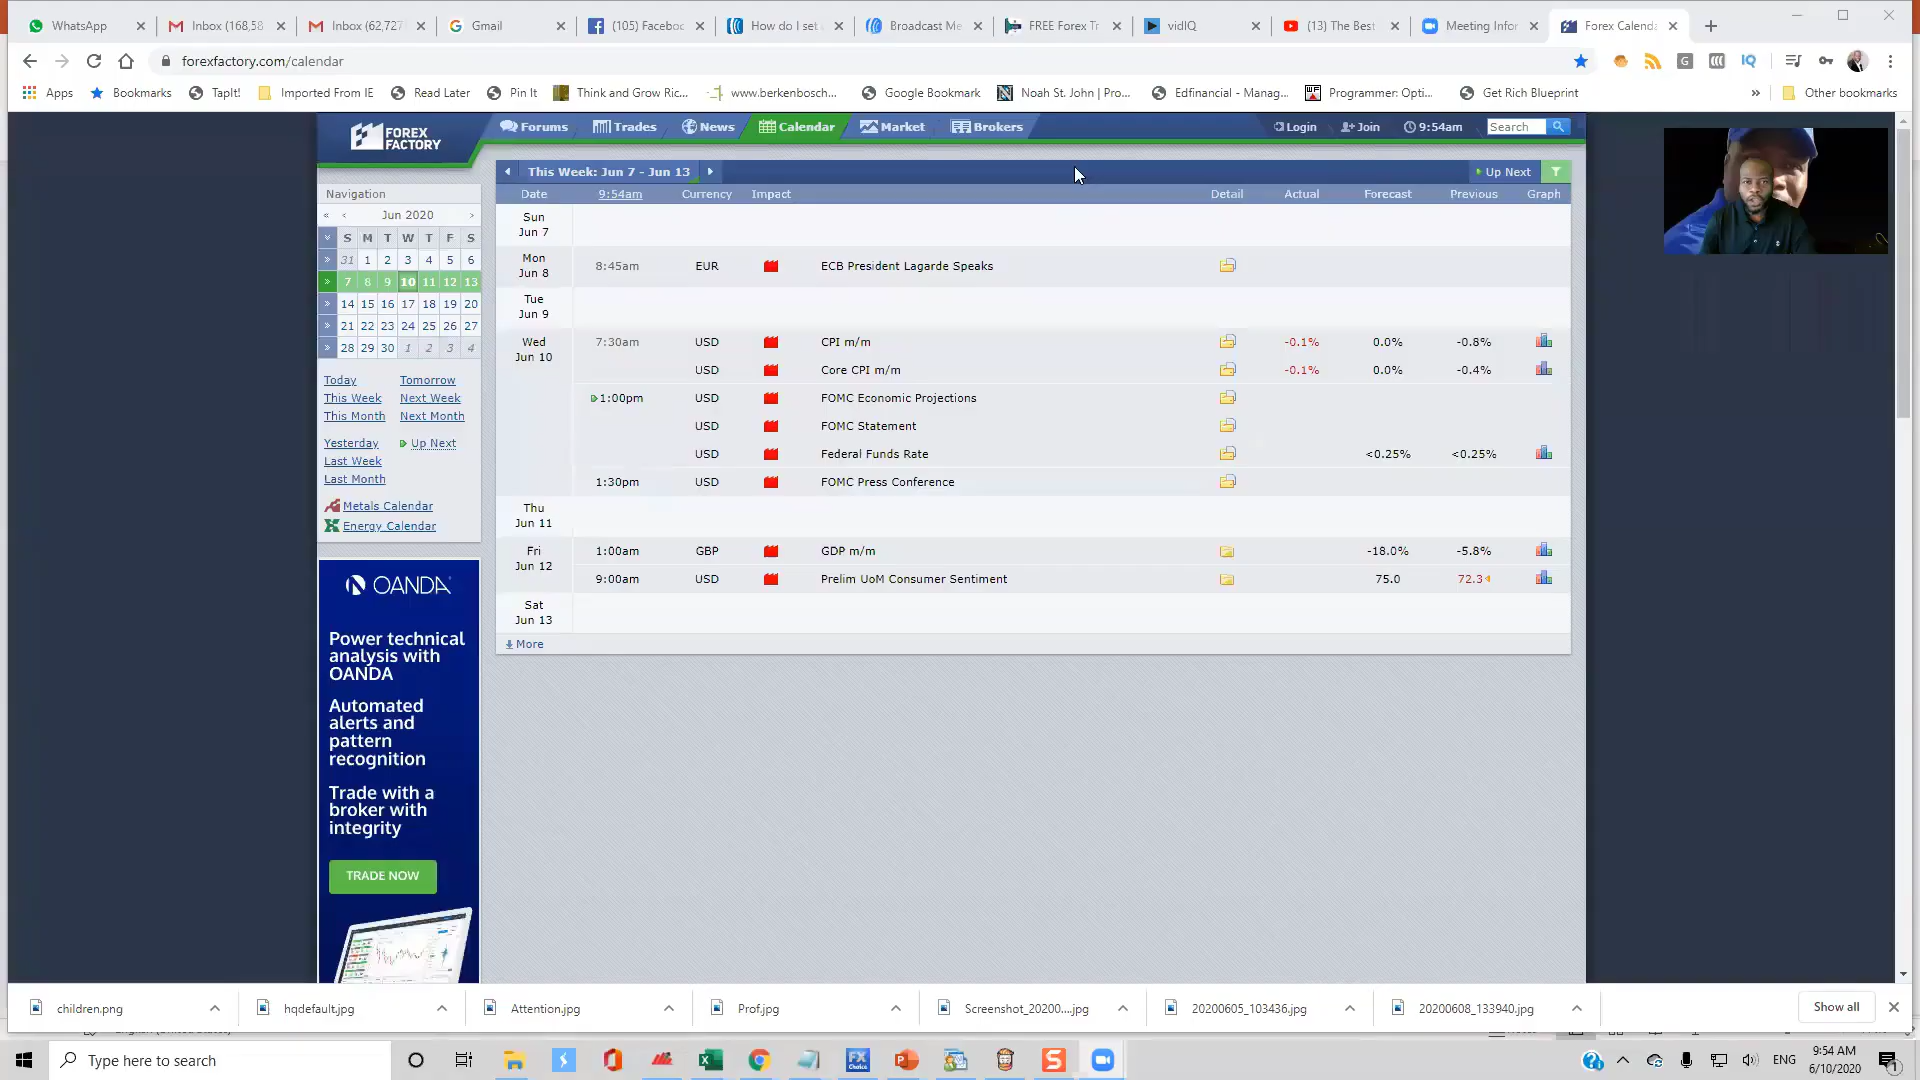 WhatsApp
Inbox (168,58
Inbox (62,727
Gmail
(105) Faceboo
How do I set
Broadcast Me
FREE Forex Tr
vidIQ
(13) The Best
Meeting Infor
Forex Calenda
forexfactory.com/calendar
Apps
Bookmarks
TapIt!
Imported From IE
Read Later
Pin It
Think and Grow Ric...
www.berkenbosch...
Google Bookmark
Noah St. John | Pro...
Edfinancial - Manag...
Programmer: Opti...
Get Rich Blueprint
»
Other bookmarks
FOREX
FACTORY
Forums
Trades
News
Calendar
Market
Brokers
Login
Join
9:54am
Search
Navigation
« ‹ Jun 2020 ›
S M T W T F S
31 1 2 3 4 5 6
7 8 9 10 11 12 13
14 15 16 17 18 19 20
21 22 23 24 25 26 27
28 29 30 1 2 3 4
Today Tomorrow
This Week Next Week
This Month Next Month
Yesterday Up Next
Last Week
Last Month
Metals Calendar
Energy Calendar
OANDA
Power technical
analysis with
OANDA
Automated
alerts and
pattern
recognition
Trade with a
broker with
integrity
TRADE NOW
This Week: Jun 7 - Jun 13
Up Next
Date 9:54am Currency Impact Detail Actual Forecast Previous Graph
Sun
Jun 7
Mon
Jun 8
8:45am EUR ECB President Lagarde Speaks
Tue
Jun 9
Wed
Jun 10
7:30am USD CPI m/m -0.1% 0.0% -0.8%
USD Core CPI m/m -0.1% 0.0% -0.4%
1:00pm USD FOMC Economic Projections
USD FOMC Statement
USD Federal Funds Rate <0.25% <0.25%
1:30pm USD FOMC Press Conference
Thu
Jun 11
Fri
Jun 12
1:00am GBP GDP m/m -18.0% -5.8%
9:00am USD Prelim UoM Consumer Sentiment 75.0 72.3
Sat
Jun 13
More
children.png
hqdefault.jpg
Attention.jpg
Prof.jpg
Screenshot_20200....jpg
20200605_103436.jpg
20200608_133940.jpg
Show all
Type here to search
FX
Choice
ENG
9:54 AM
6/10/2020